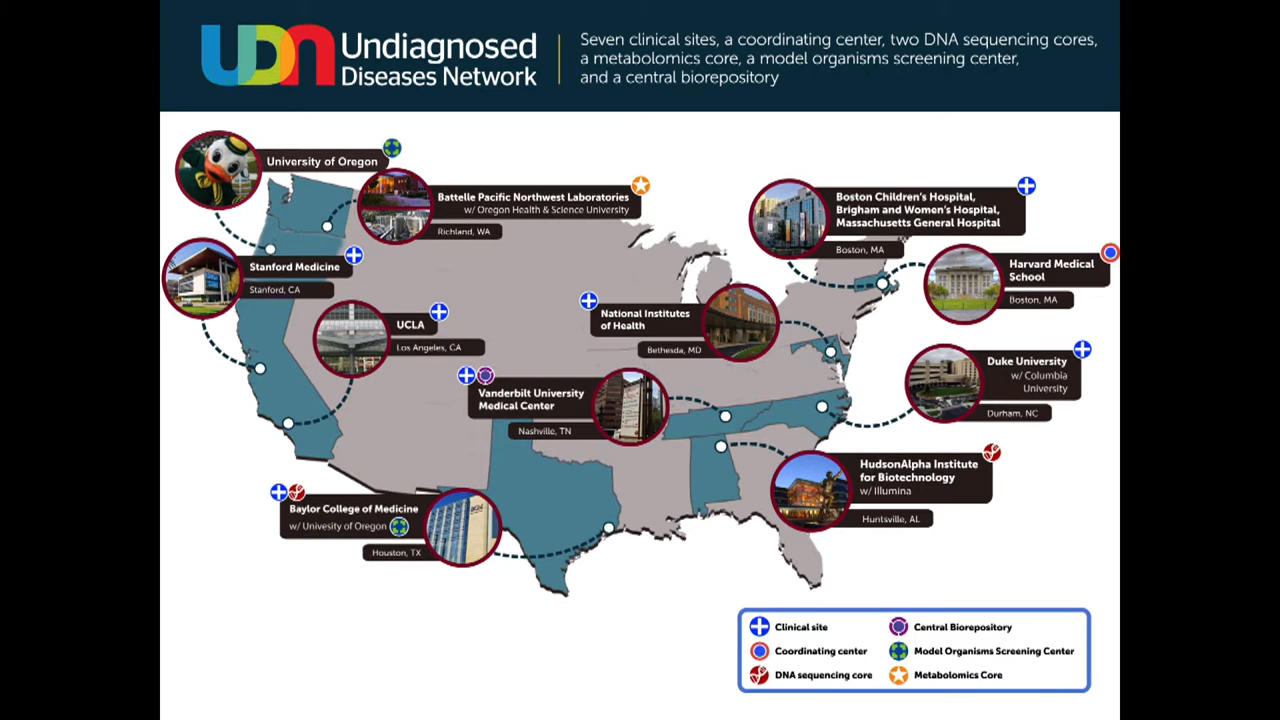 UDN Undiagnosed
Diseases Network
Seven clinical sites, a coordinating center, two DNA sequencing cores,
a metabolomics core, a model organisms screening center,
and a central biorepository
University of Oregon
Battelle Pacific Northwest Laboratories
w/ Oregon Health & Science University
Richland, WA
Boston Children's Hospital,
Brigham and Women's Hospital,
Massachusetts General Hospital
Boston, MA
Stanford Medicine
Stanford, CA
Harvard Medical
School
Boston, MA
UCLA
Los Angeles, CA
National Institutes
of Health
Bethesda, MD
Duke University
w/ Columbia
University
Durham, NC
Vanderbilt University
Medical Center
Nashville, TN
HudsonAlpha Institute
for Biotechnology
w/ Illumina
Huntsville, AL
Baylor College of Medicine
w/ Univesity of Oregon
Houston, TX
Clinical site
Coordinating center
DNA sequencing core
Central Biorepository
Model Organisms Screening Center
Metabolomics Core